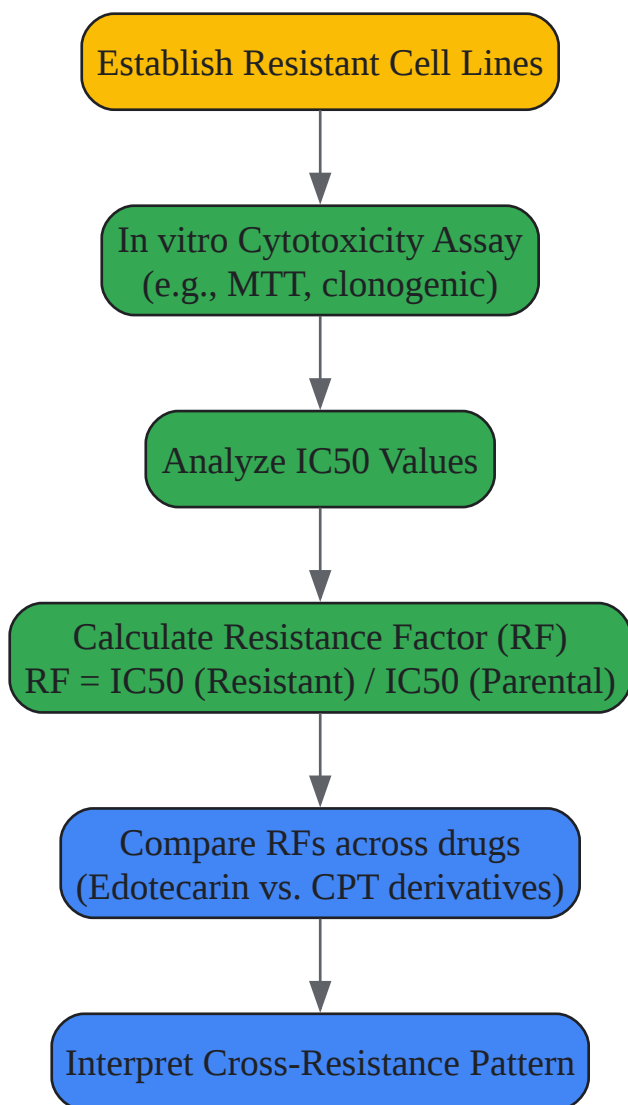 Establish Resistant Cell Lines
In vitro Cytotoxicity Assay
(e.g., MTT, clonogenic)
Analyze IC50 Values
Calculate Resistance Factor (RF)
RF = IC50 (Resistant) / IC50 (Parental)
Compare RFs across drugs
(Edotecarin vs. CPT derivatives)
Interpret Cross-Resistance Pattern